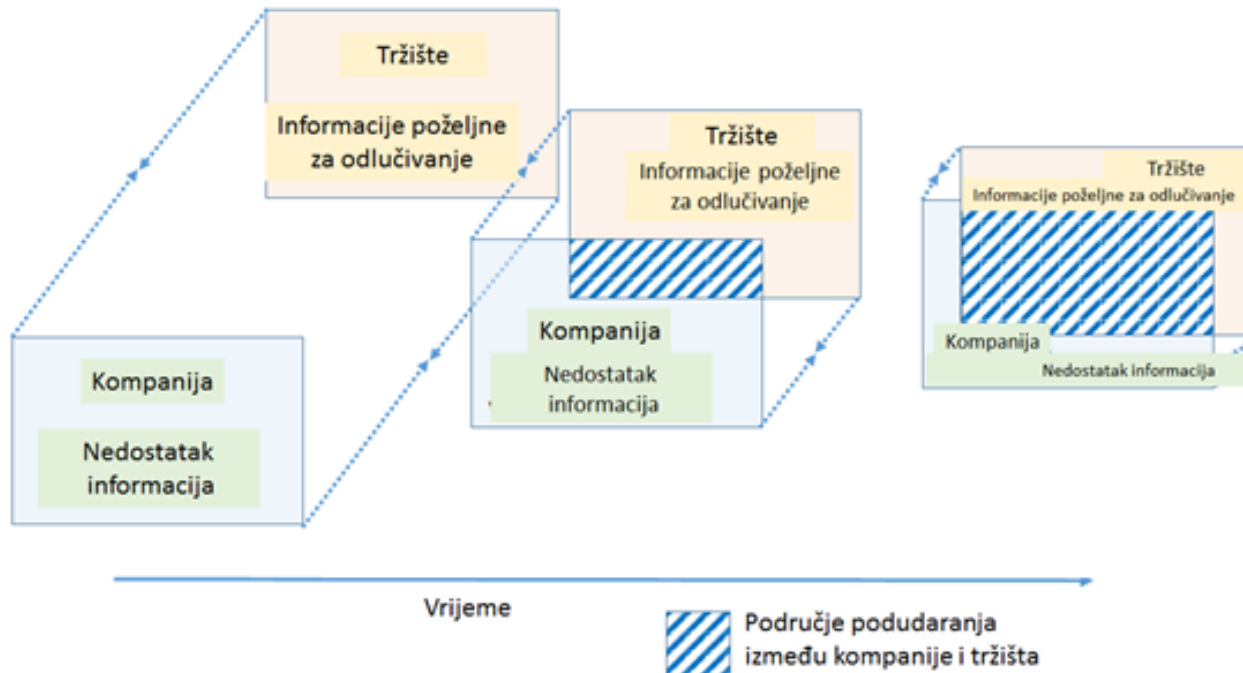 Tržište
Informacije poželjne
za odlučivanje
Kompanija
Nedostatak
informacija
Tržište
Informacije poželjne
za odlučivanje
Kompanija
Nedostatak
informacija
Tržište
Informacije poželjne za odlučivanje
Kompanija
Nedostatak informacija
Vrijeme
Područje podudaranja
između kompanije i tržišta